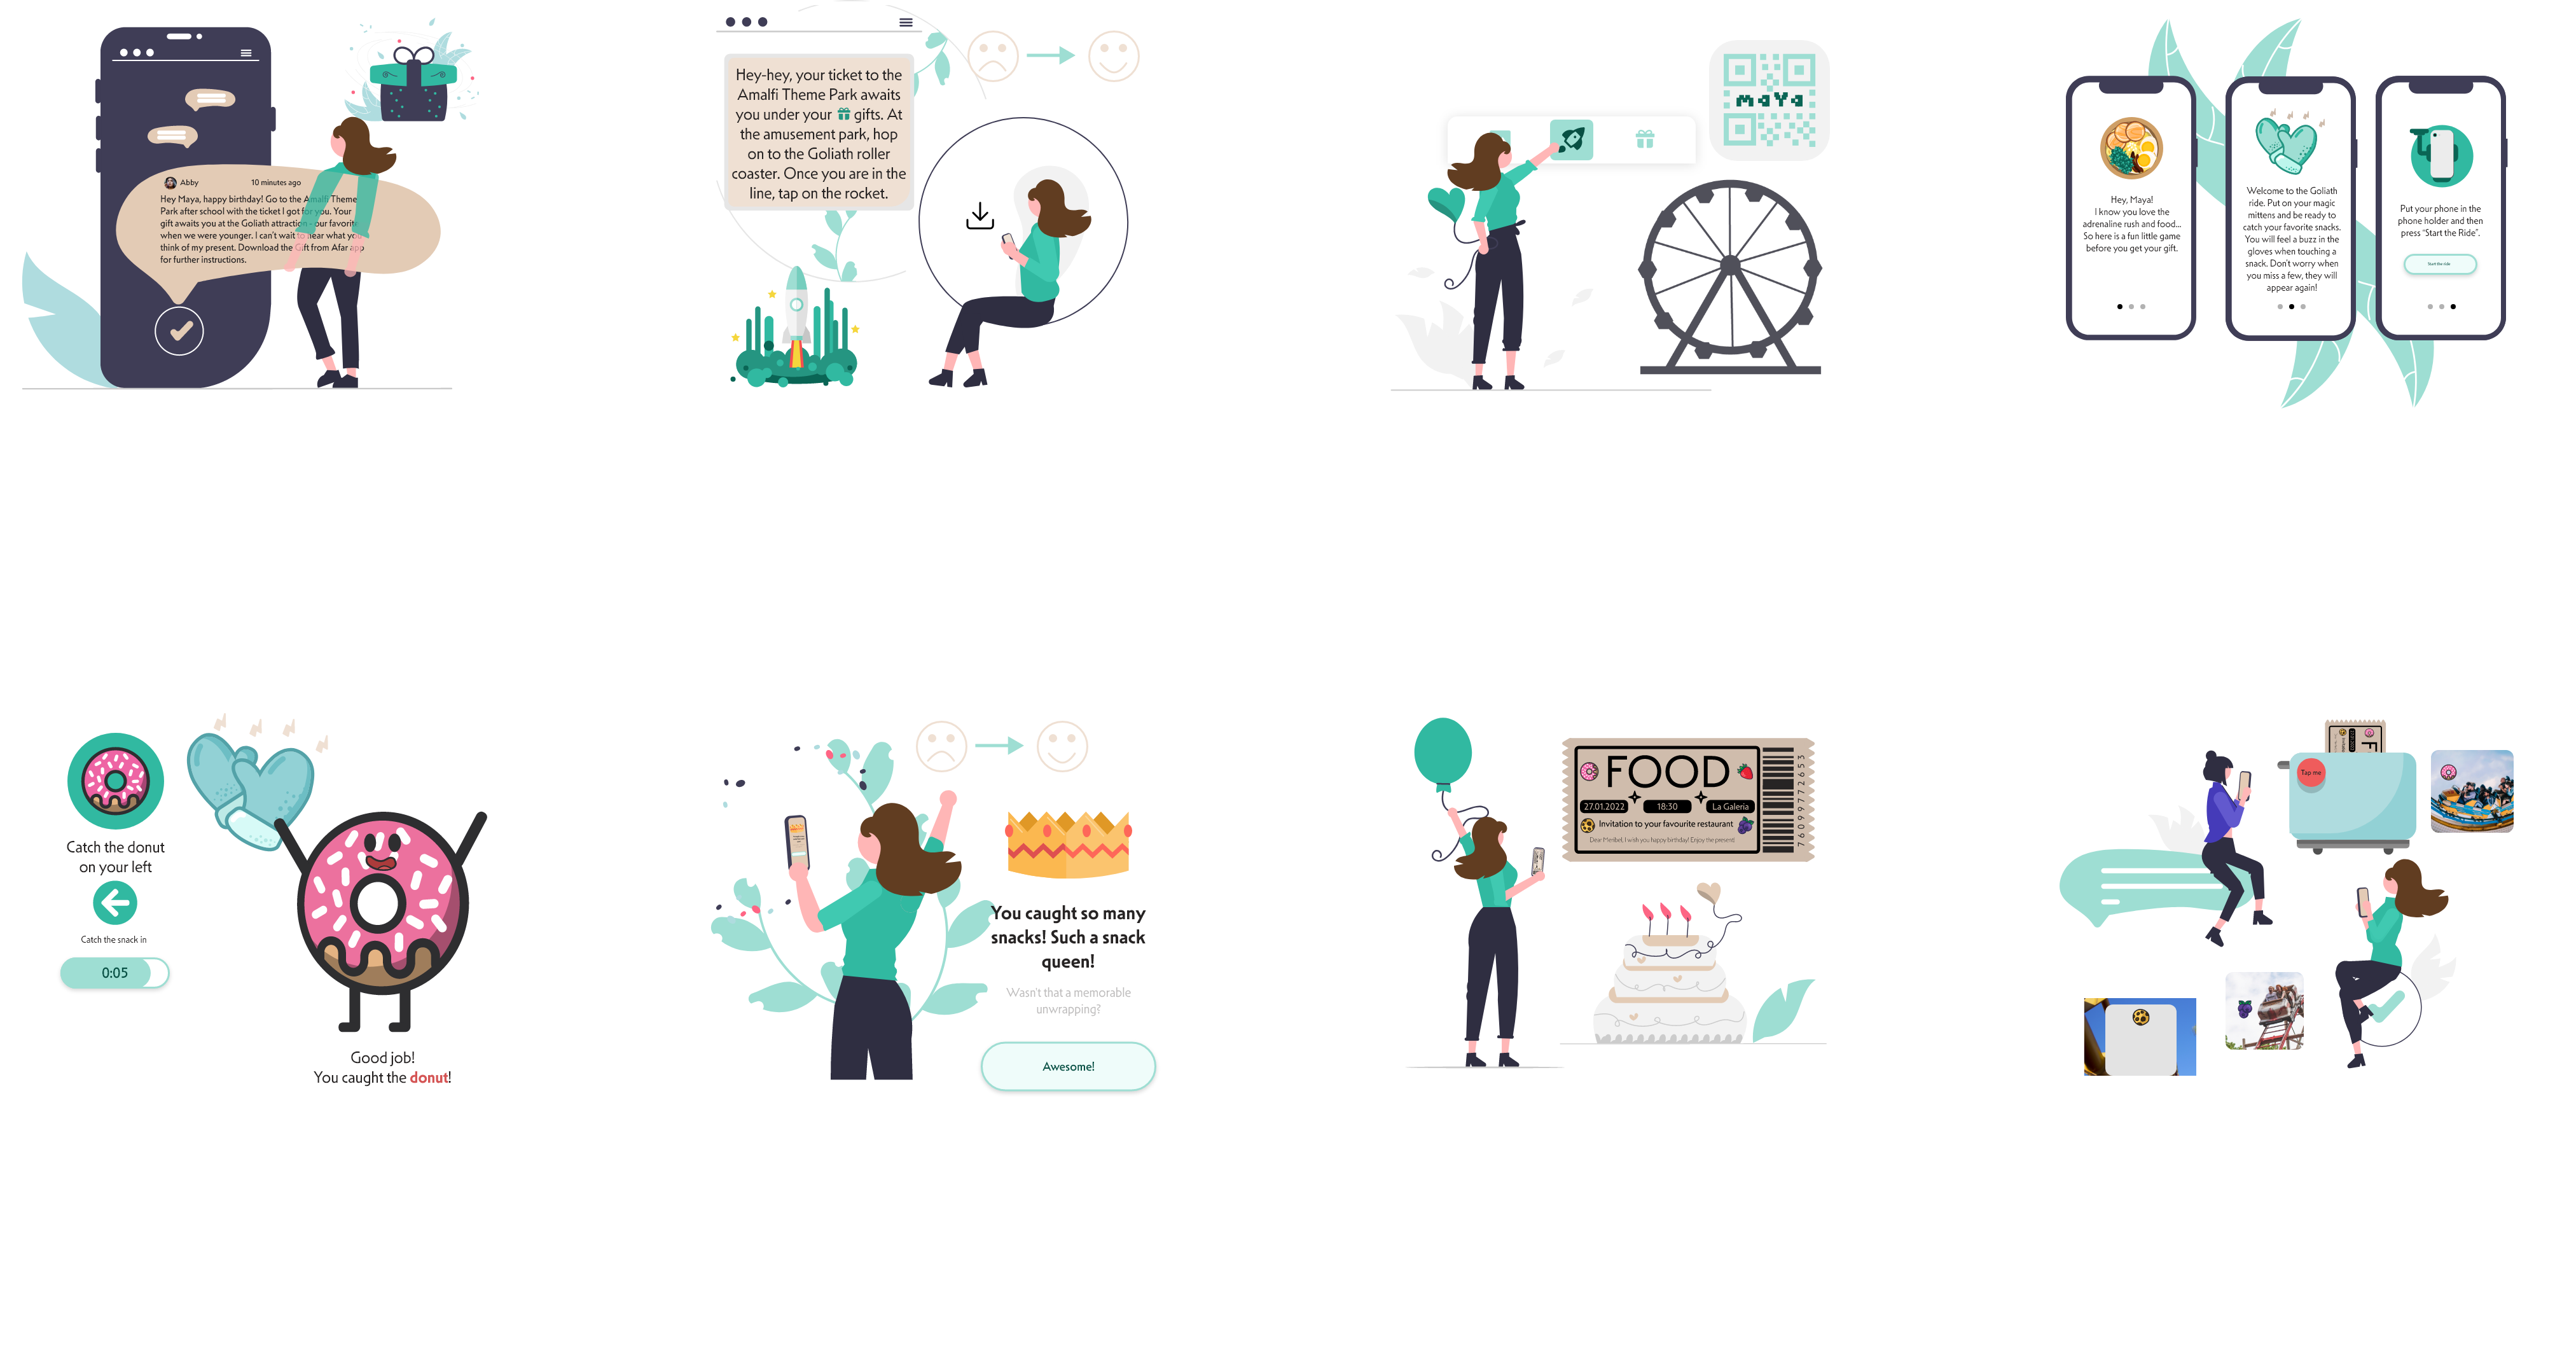 Abby
10 minutes ago
Hey Maya, happy birthday! Go to the Amalfi Theme
Park after school with the ticket I got for you. Your
gift awaits you at the Goliath attraction - our favorite
when we were younger. I can't wait to hear what you
think of my present. Download the Gift from Afar app
for further instructions.
Hey-hey, your ticket to the
Amalfi Theme Park awaits
you under your gifts. At
the amusement park, hop
on to the Goliath roller
coaster. Once you are in the
line, tap on the rocket.
maYa
Hey, Maya!
I know you love the
adrenaline rush and food...
So here is a fun little game
before you get your gift.
Welcome to the Goliath
ride. Put on your magic
mittens and be ready to
catch your favorite snacks.
You will feel a buzz in the
gloves when touching a
snack. Don't worry when
you miss a few, they will
appear again!
Put your phone in the
phone holder and then
press "Start the Ride".
Start the ride
Catch the donut
on your left
Catch the snack in
0:05
Good job!
You caught the donut!
You caught so many
snacks! Such a snack
queen!
Wasn't that a memorable
unwrapping?
Awesome!
FOOD
27.01.2022
18:30
La Galeria
Invitation to your favourite restaurant
Dear Meribel, I wish you happy birthday! Enjoy the present!
7609772653
Tap me